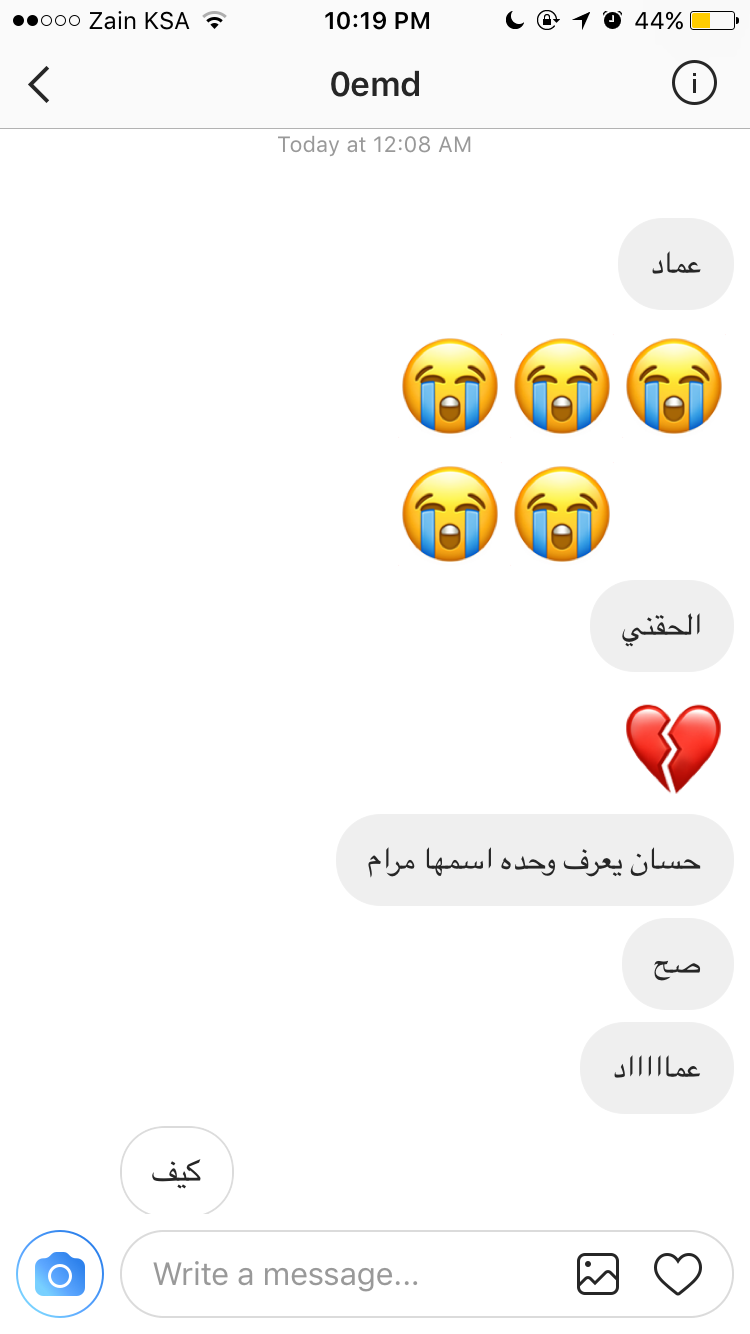 Zain KSA 10:19 PM 44%
0emd
Today at 12:08 AM
عماد
😭😭😭
😭😭
الحقني
💔
حسان يعرف وحده اسمها مرام
صح
عمااااااد
كيف
Write a message...